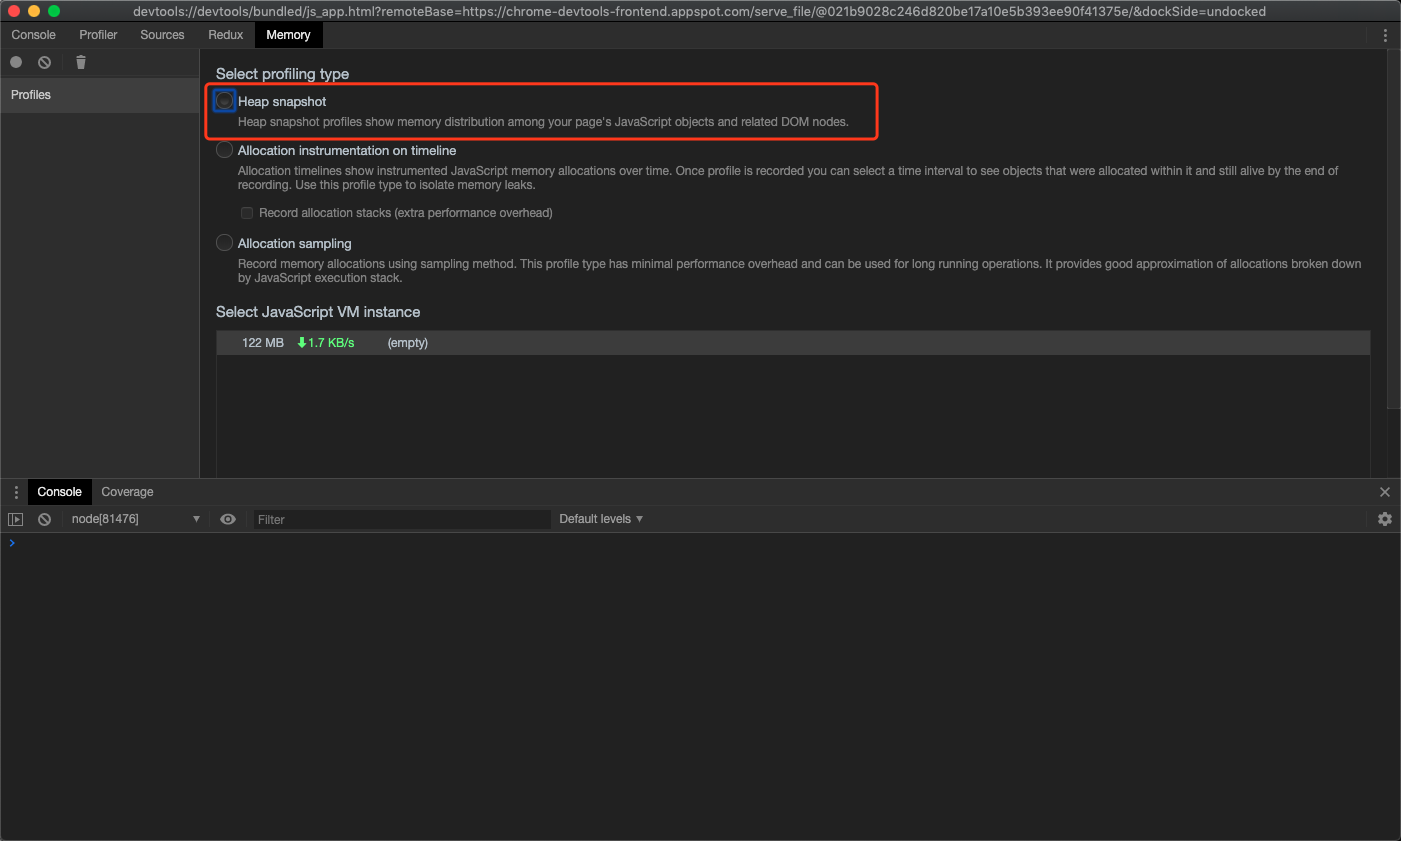 devtools://devtools/bundled/js_app.html?remoteBase=https://chrome-devtools-frontend.appspot.com/serve_file/@021b9028c246d820be17a10e5b393ee90f41375e/&dockSide=undocked
Console Profiler Sources Redux Memory
Profiles
Select profiling type
Heap snapshot
Heap snapshot profiles show memory distribution among your page's JavaScript objects and related DOM nodes.
Allocation instrumentation on timeline
Allocation timelines show instrumented JavaScript memory allocations over time. Once profile is recorded you can select a time interval to see objects that were allocated within it and still alive by the end of
recording. Use this profile type to isolate memory leaks.
Record allocation stacks (extra performance overhead)
Allocation sampling
Record memory allocations using sampling method. This profile type has minimal performance overhead and can be used for long running operations. It provides good approximation of allocations broken down
by JavaScript execution stack.
Select JavaScript VM instance
122 MB 1.7 KB/s (empty)
Console Coverage
node[81476] Filter Default levels